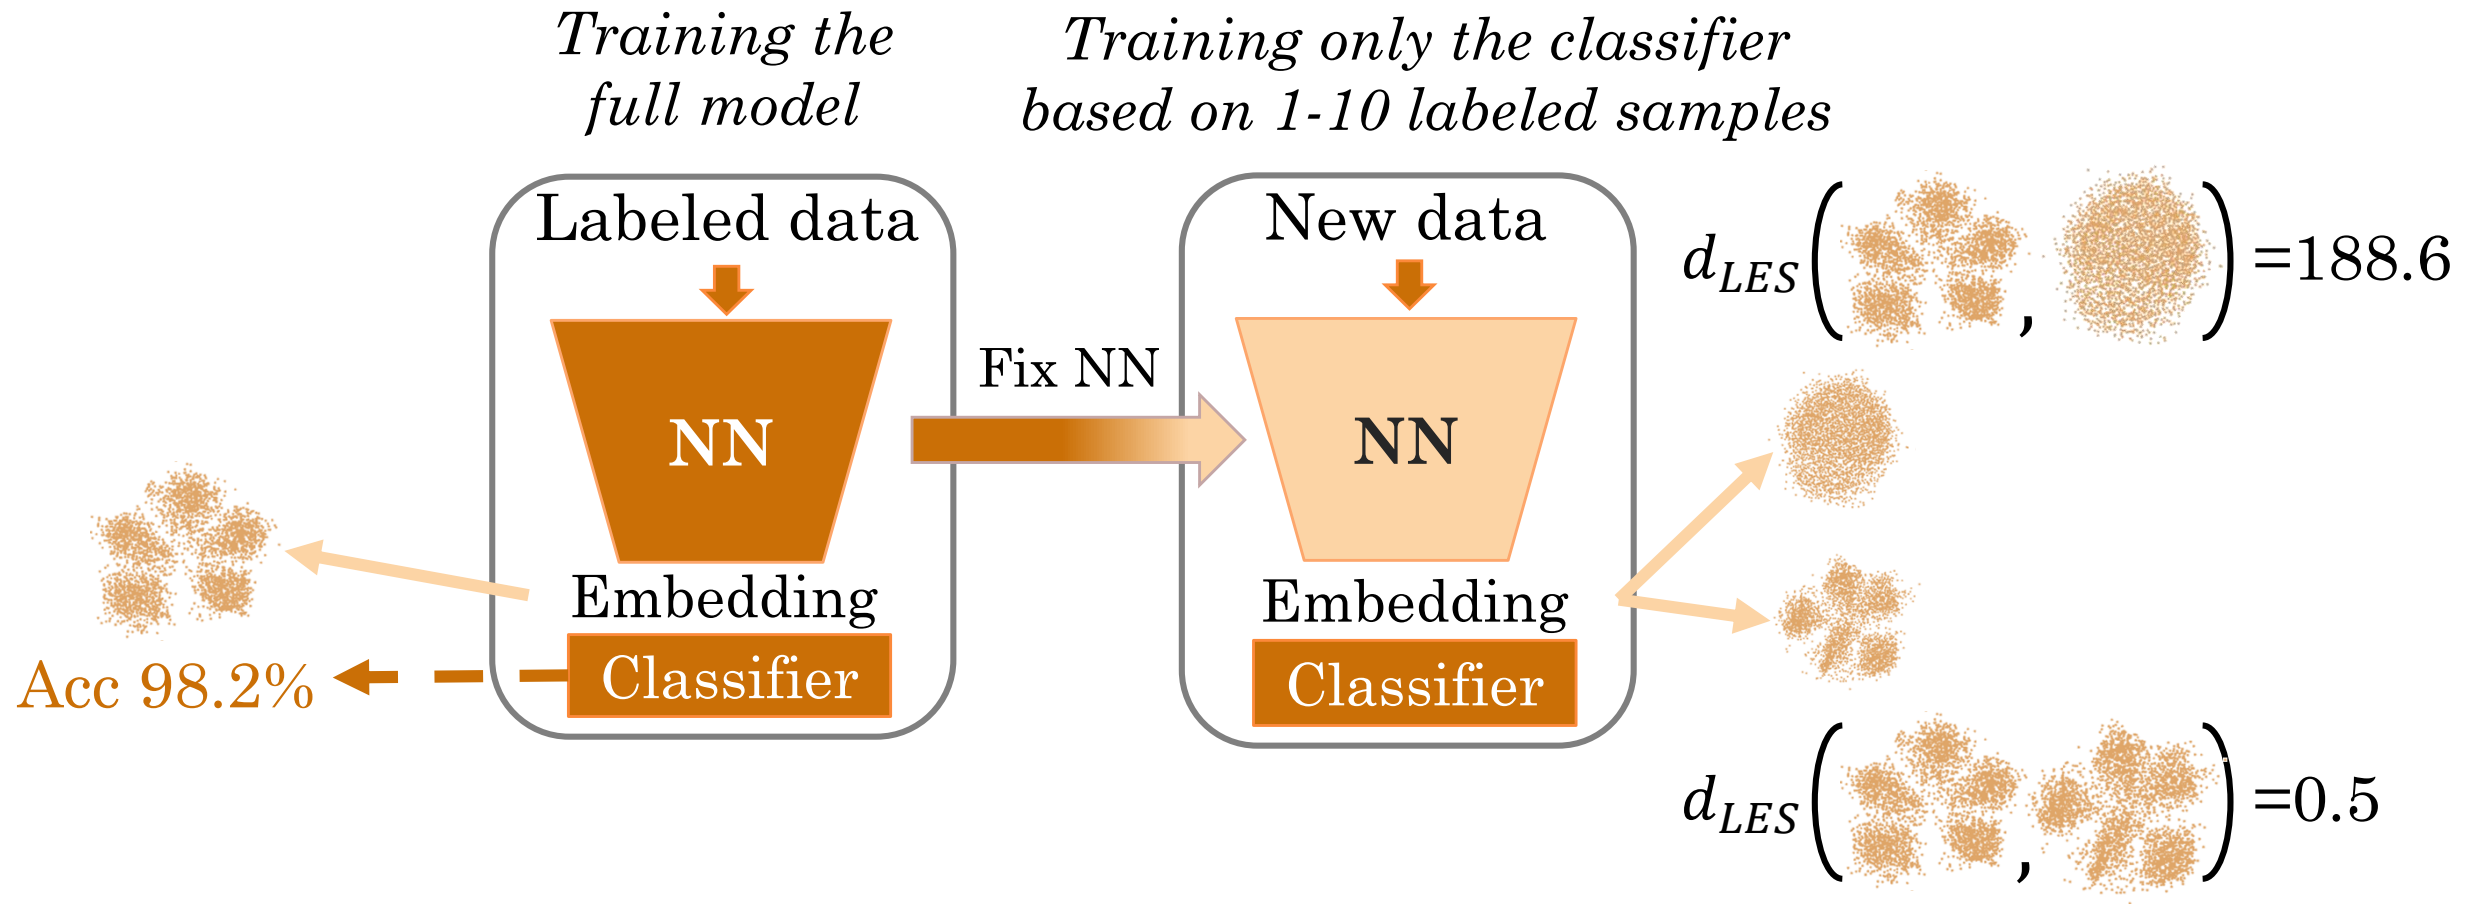 Training the
full model
Training only the classifier
based on 1-10 labeled samples
Labeled data
NN
Embedding
Classifier
Acc 98.2%
Fix NN
New data
NN
Embedding
Classifier
d_LES( , ) =188.6
d_LES( , ) =0.5